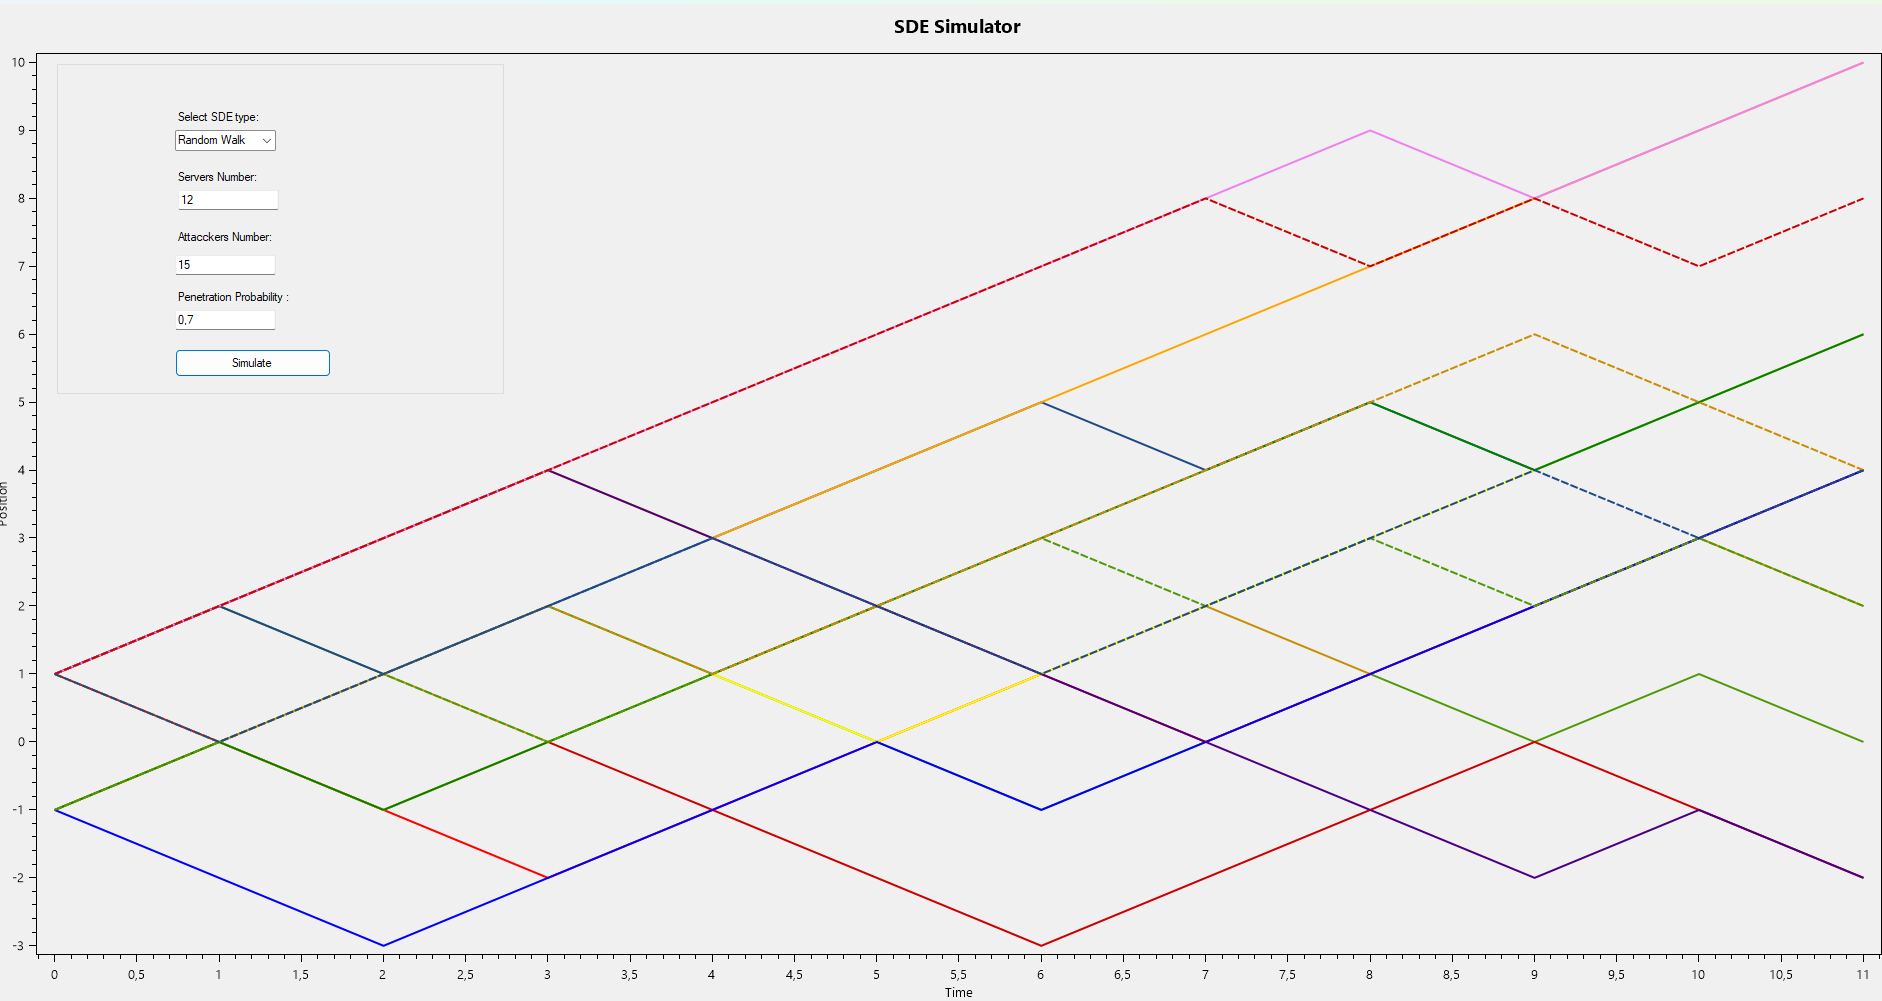 SDE Simulator
Select SDE type:
Random Walk
Servers Number:
12
Attacckers Number:
15
Penetration Probability :
0,7
Simulate
10
9
8
7
6
5
4
3
2
1
0
-1
-2
-3
Position
0 0,5 1 1,5 2 2,5 3 3,5 4 4,5 5 5,5 6 6,5 7 7,5 8 8,5 9 9,5 10 10,5 11
Time